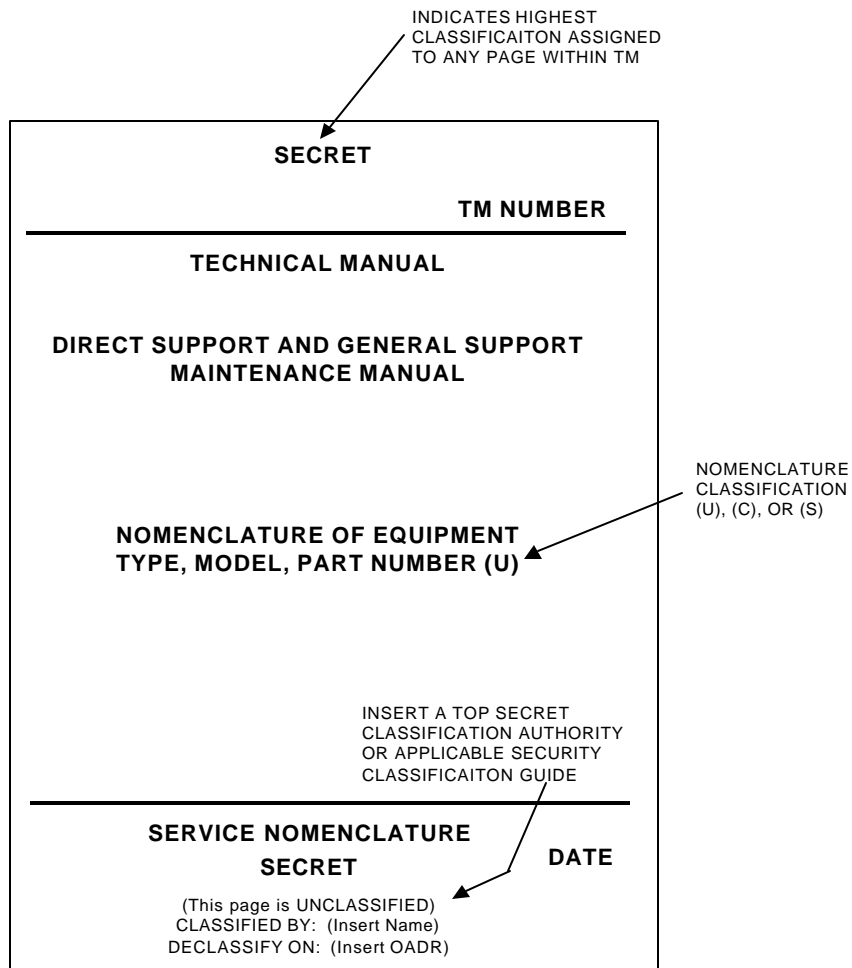 INDICATES HIGHEST
CLASSIFICAITON ASSIGNED
TO ANY PAGE WITHIN TM
SECRET
TM NUMBER
TECHNICAL MANUAL
DIRECT SUPPORT AND GENERAL SUPPORT
MAINTENANCE MANUAL
NOMENCLATURE
CLASSIFICATION
(U), (C), OR (S)
NOMENCLATURE OF EQUIPMENT
TYPE, MODEL, PART NUMBER (U)
INSERT A TOP SECRET
CLASSIFICATION AUTHORITY
OR APPLICABLE SECURITY
CLASSIFICAITON GUIDE
SERVICE NOMENCLATURE
SECRET
DATE
(This page is UNCLASSIFIED)
CLASSIFIED BY: (Insert Name)
DECLASSIFY ON: (Insert OADR)